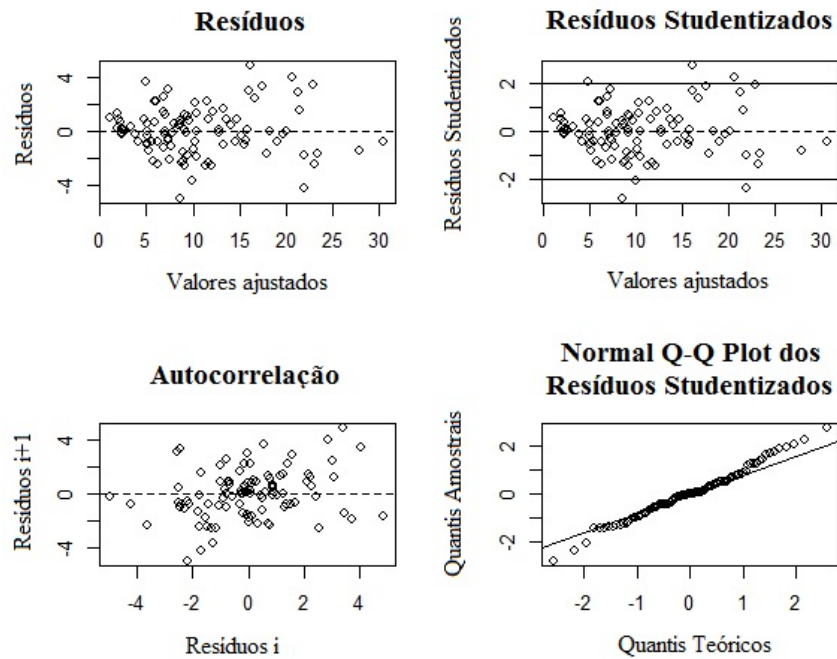 Resíduos
Resíduos
4
0
-4
0 5 10 15 20 25 30
Valores ajustados
Resíduos Studentizados
Resíduos Studentizados
2
0
-2
0 5 10 15 20 25 30
Valores ajustados
Autocorrelação
Resíduos i+1
4
0
-4
-4 -2 0 2 4
Resíduos i
Normal Q-Q Plot dos
Resíduos Studentizados
Quantis Amostrais
2
0
-2
-2 -1 0 1 2
Quantis Teóricos